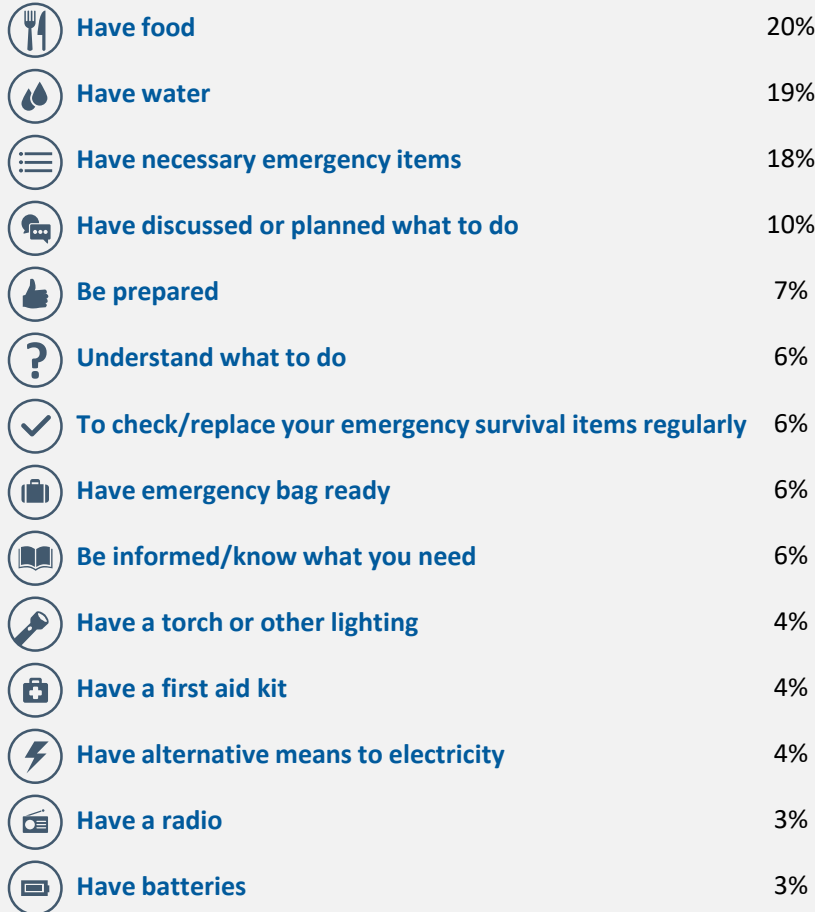 Have food 20%
Have water 19%
Have necessary emergency items 18%
Have discussed or planned what to do 10%
Be prepared 7%
Understand what to do 6%
To check/replace your emergency survival items regularly 6%
Have emergency bag ready 6%
Be informed/know what you need 6%
Have a torch or other lighting 4%
Have a first aid kit 4%
Have alternative means to electricity 4%
Have a radio 3%
Have batteries 3%